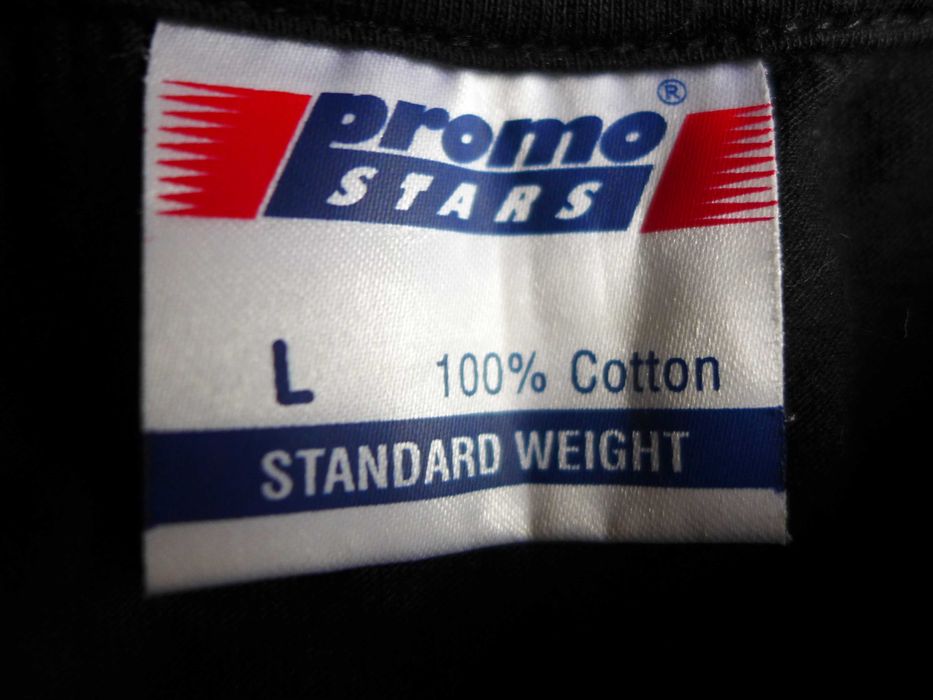 promo ®
STARS
L 100% Cotton
STANDARD WEIGHT